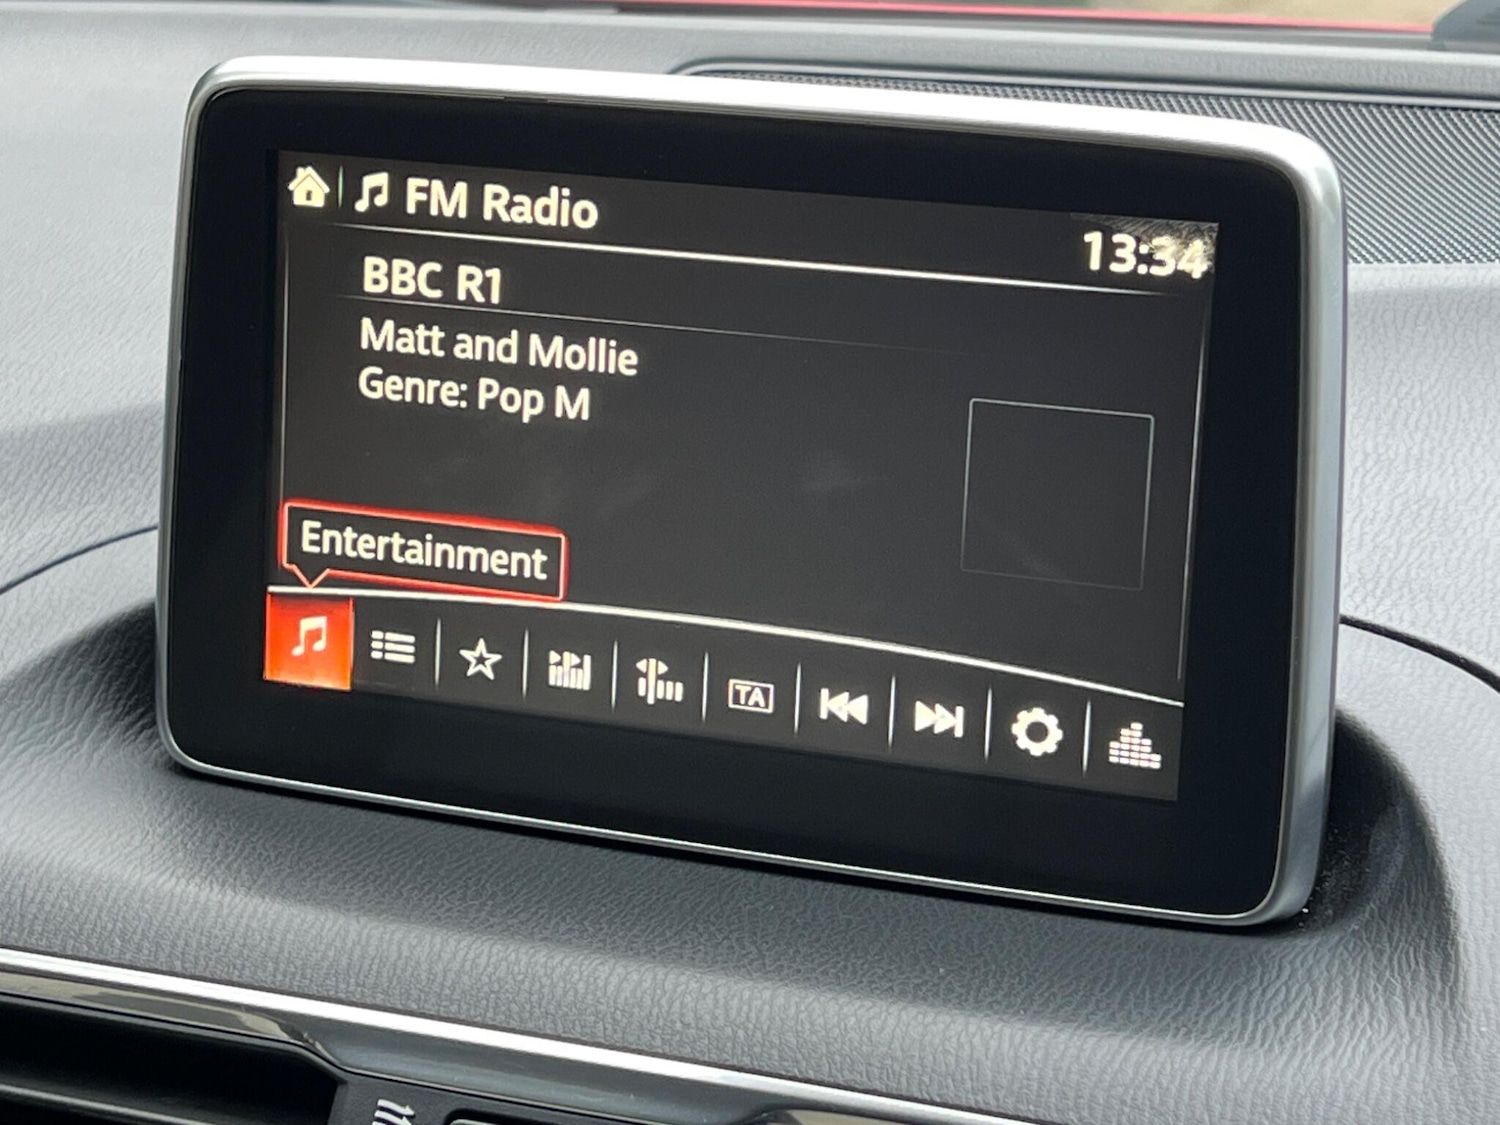 FM Radio
13:34
BBC R1
Matt and Mollie
Genre: Pop M
Entertainment
TA